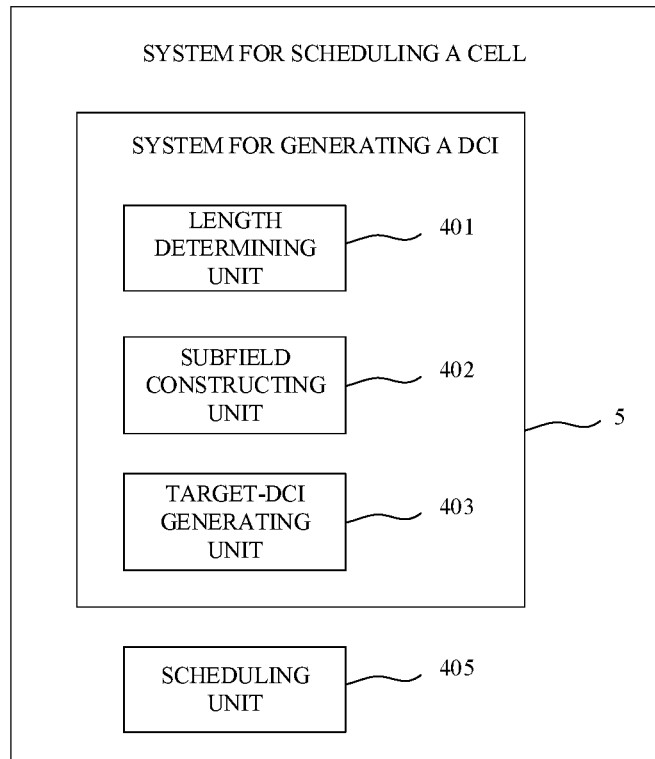 SYSTEM FOR SCHEDULING A CELL
SYSTEM FOR GENERATING A DCI
LENGTH
DETERMINING
UNIT
401
SUBFIELD
CONSTRUCTING
UNIT
402
5
TARGET-DCI
GENERATING
UNIT
403
SCHEDULING
UNIT
405